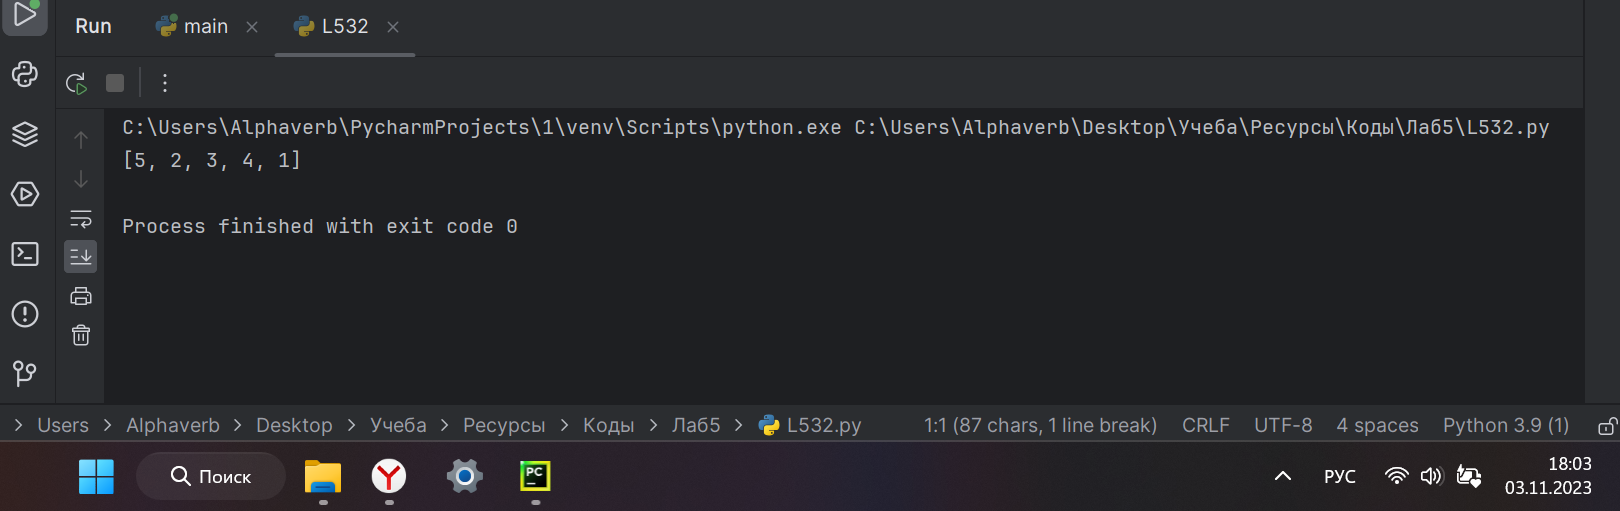 Run main L532
C:\Users\Alphaverb\PycharmProjects\1\venv\Scripts\python.exe C:\Users\Alphaverb\Desktop\Учеба\Ресурсы\Коды\Лаб5\L532.py
[5, 2, 3, 4, 1]
Process finished with exit code 0
Users Alphaverb Desktop Учеба Ресурсы Коды Лаб5 L532.py 1:1 (87 chars, 1 line break) CRLF UTF-8 4 spaces Python 3.9 (1)
Поиск PC РУС 18:03
03.11.2023